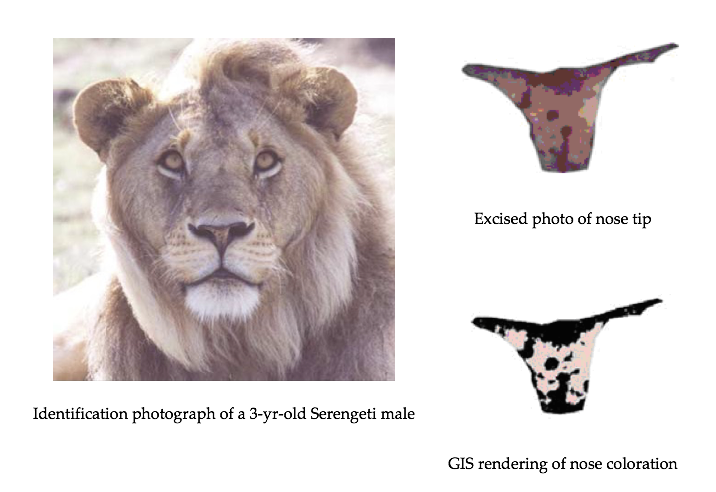 Excised photo of nose tip
Identification photograph of a 3-yr-old Serengeti male
GIS rendering of nose coloration